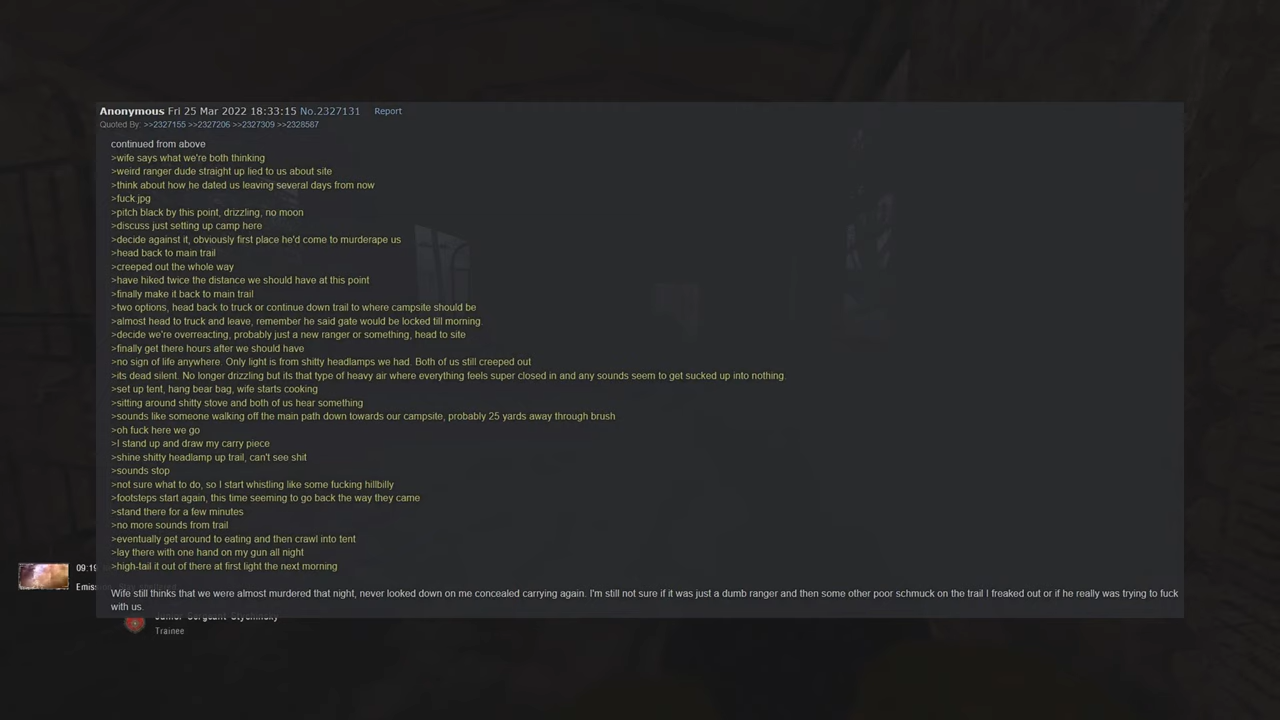 Anonymous Fri 25 Mar 2022 18:33:15 No.2327131 Report
Quoted By: >>2327155 >>2327206 >>2327309 >>2328567
continued from above
>wife says what we're both thinking
>weird ranger dude straight up lied to us about site
>think about how he dated us leaving several days from now
>fuck.jpg
>pitch black by this point, drizzling, no moon
>discuss just setting up camp here
>decide against it, obviously first place he'd come to murderape us
>head back to main trail
>creeped out the whole way
>have hiked twice the distance we should have at this point
>finally make it back to main trail
>two options, head back to truck or continue down trail to where campsite should be
>almost head to truck and leave, remember he said gate would be locked till morning.
>decide we're overreacting, probably just a new ranger or something, head to site
>finally get there hours after we should have
>no sign of life anywhere. Only light is from shitty headlamps we had. Both of us still creeped out
>its dead silent. No longer drizzling but its that type of heavy air where everything feels super closed in and any sounds seem to get sucked up into nothing.
>set up tent, hang bear bag, wife starts cooking
>sitting around shitty stove and both of us hear something
>sounds like someone walking off the main path down towards our campsite, probably 25 yards away through brush
>oh fuck here we go
>I stand up and draw my carry piece
>shine shitty headlamp up trail, can't see shit
>sounds stop
>not sure what to do, so I start whistling like some fucking hillbilly
>footsteps start again, this time seeming to go back the way they came
>stand there for a few minutes
>no more sounds from trail
>eventually get around to eating and then crawl into tent
>lay there with one hand on my gun all night
>high-tail it out of there at first light the next morning
09:19
Wife still thinks that we were almost murdered that night, never looked down on me concealed carrying again. I'm still not sure if it was just a dumb ranger and then some other poor schmuck on the trail I freaked out or if he really was trying to fuck
with us.
Trainee